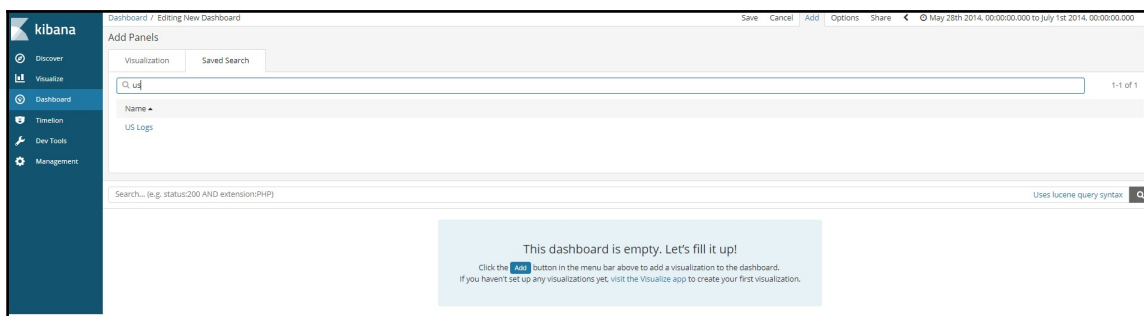 kibana
Discover
Visualize
Dashboard
Timelion
Dev Tools
Management
Dashboard / Editing New Dashboard
Save Cancel Add Options Share May 28th 2014, 00:00:00.000 to July 1st 2014, 00:00:00.000
Add Panels
Visualization Saved Search
us 1-1 of 1
Name
US Logs
Search... (e.g. status:200 AND extension:PHP) Uses lucene query syntax
This dashboard is empty. Let's fill it up!
Click the Add button in the menu bar above to add a visualization to the dashboard.
If you haven't set up any visualizations yet, visit the Visualize app to create your first visualization.